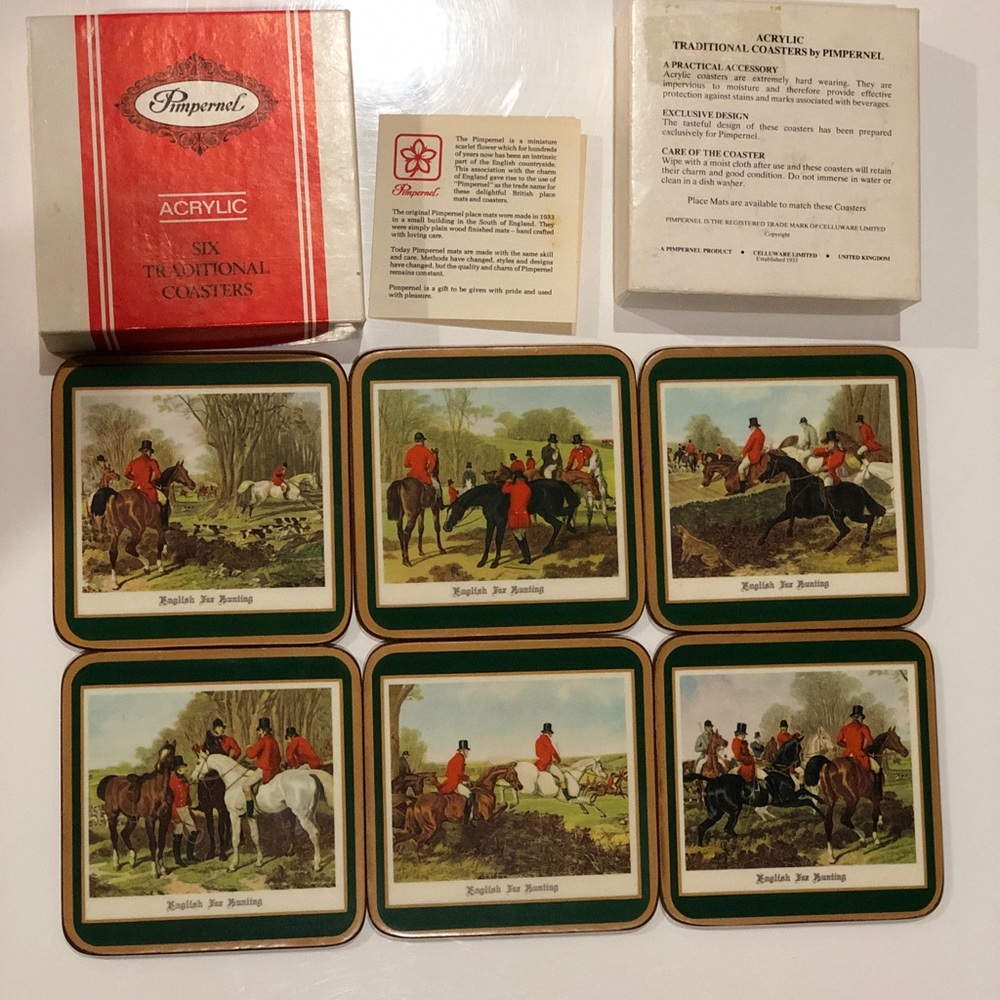 Pimpernel
ACRYLIC
SIX
TRADITIONAL
COASTERS
Pimpernel
The Pimpernel is a miniature
scarlet flower which for hundreds
of years now has been an intrinsic
part of the English countryside.
This association with the charm
of England gave rise to the use of
"Pimpernel" as the trade name for
these delightful British place
mats and coasters.
The original Pimpernel place mats were made in 1933
in a small building in the South of England. They
were simply plain wood finished mats – hand crafted
with loving care.
Today Pimpernel mats are made with the same skill
and care. Methods have changed, styles and designs
have changed, but the quality and charm of Pimpernel
remains constant.
Pimpernel is a gift to be given with pride and used
with pleasure.
ACRYLIC
TRADITIONAL COASTERS by PIMPERNEL
A PRACTICAL ACCESSORY
Acrylic coasters are extremely hard wearing. They are
impervious to moisture and therefore provide effective
protection against stains and marks associated with beverages.
EXCLUSIVE DESIGN
The tasteful design of these coasters has been prepared
exclusively for Pimpernel.
CARE OF THE COASTER
Wipe with a moist cloth after use and these coasters will retain
their charm and good condition. Do not immerse in water or
clean in a dish washer.
Place Mats are available to match these Coasters
PIMPERNEL IS THE REGISTERED TRADE MARK OF CELLUWARE LIMITED
Copyright
A PIMPERNEL PRODUCT • CELLUWARE LIMITED • UNITED KINGDOM
Established 1933
English Fox Hunting
English Fox Hunting
English Fox Hunting
English Fox Hunting
English Fox Hunting
English Fox Hunting